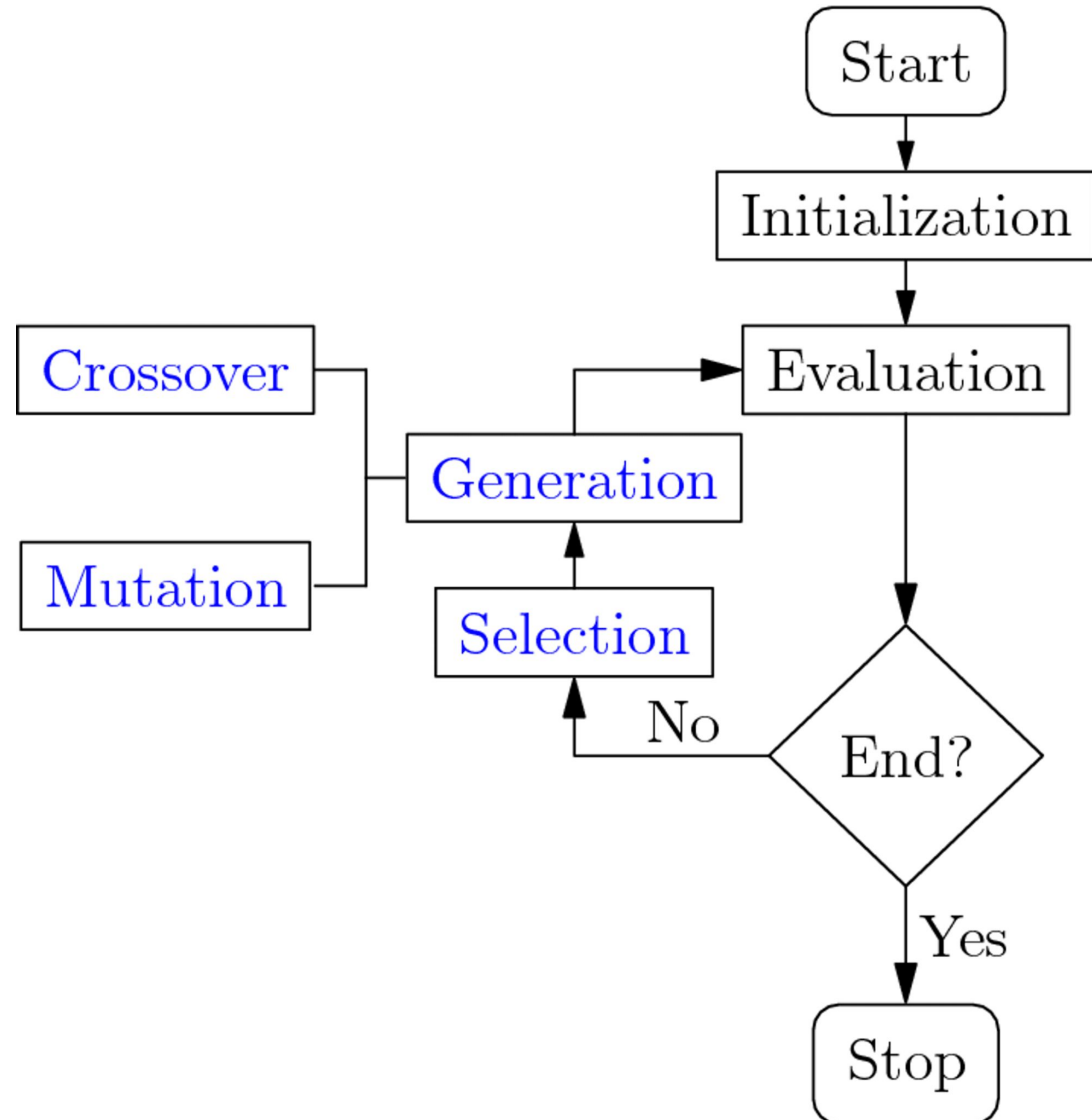 Start
Initialization
Evaluation
Crossover
Generation
Mutation
Selection
No
End?
Yes
Stop